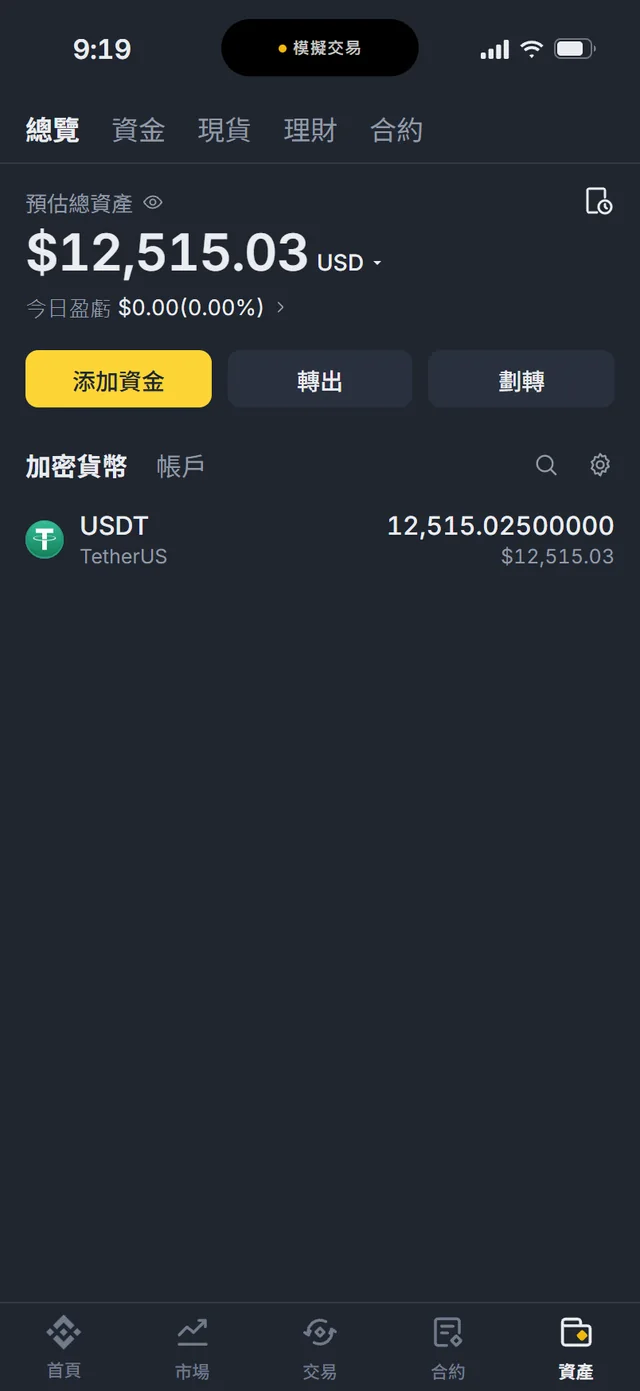 9:19
模擬交易
總覽 資金 現貨 理財 合約
預估總資產
$12,515.03 USD
今日盈虧 $0.00(0.00%)
添加資金 轉出 劃轉
加密貨幣 帳戶
USDT 12,515.02500000
TetherUS $12,515.03
首頁 市場 交易 合約 資產